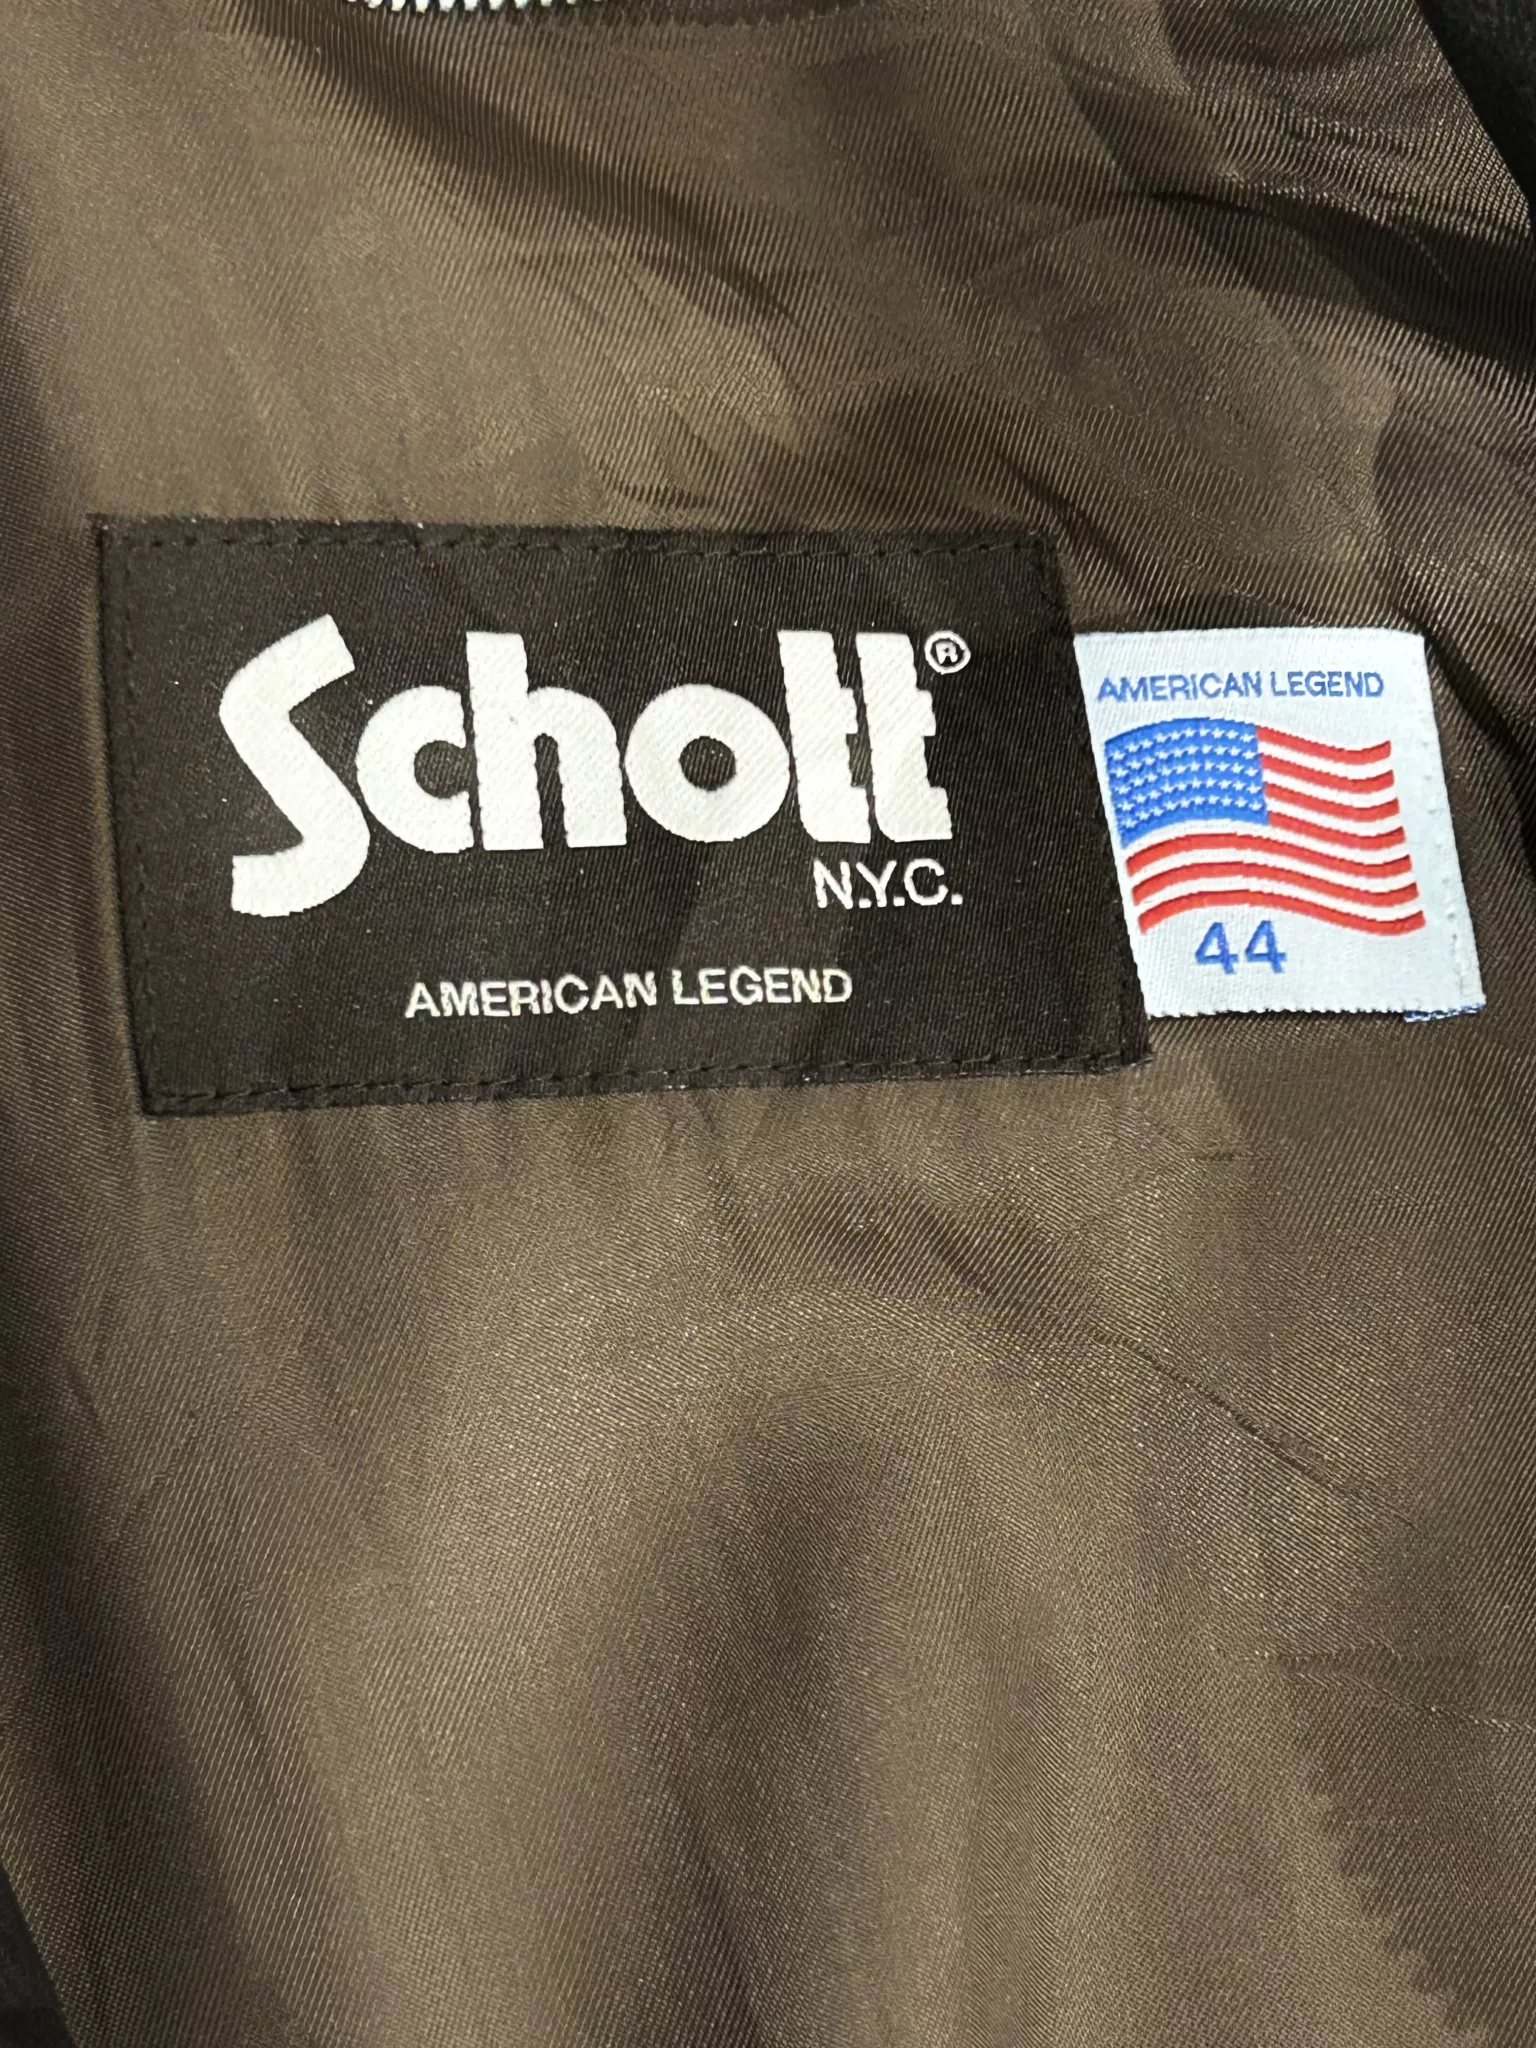 Schott®
N.Y.C.
AMERICAN LEGEND
AMERICAN LEGEND
44